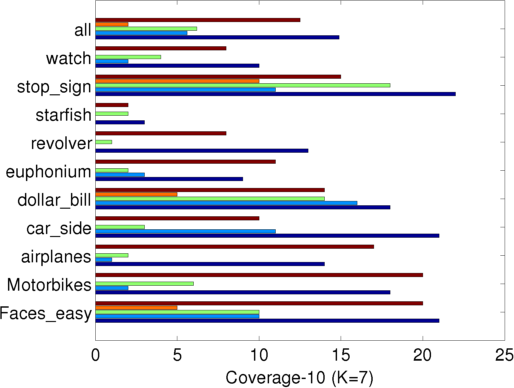 all
watch
stop_sign
starfish
revolver
euphonium
dollar_bill
car_side
airplanes
Motorbikes
Faces_easy
0 5 10 15 20 25
Coverage-10 (K=7)